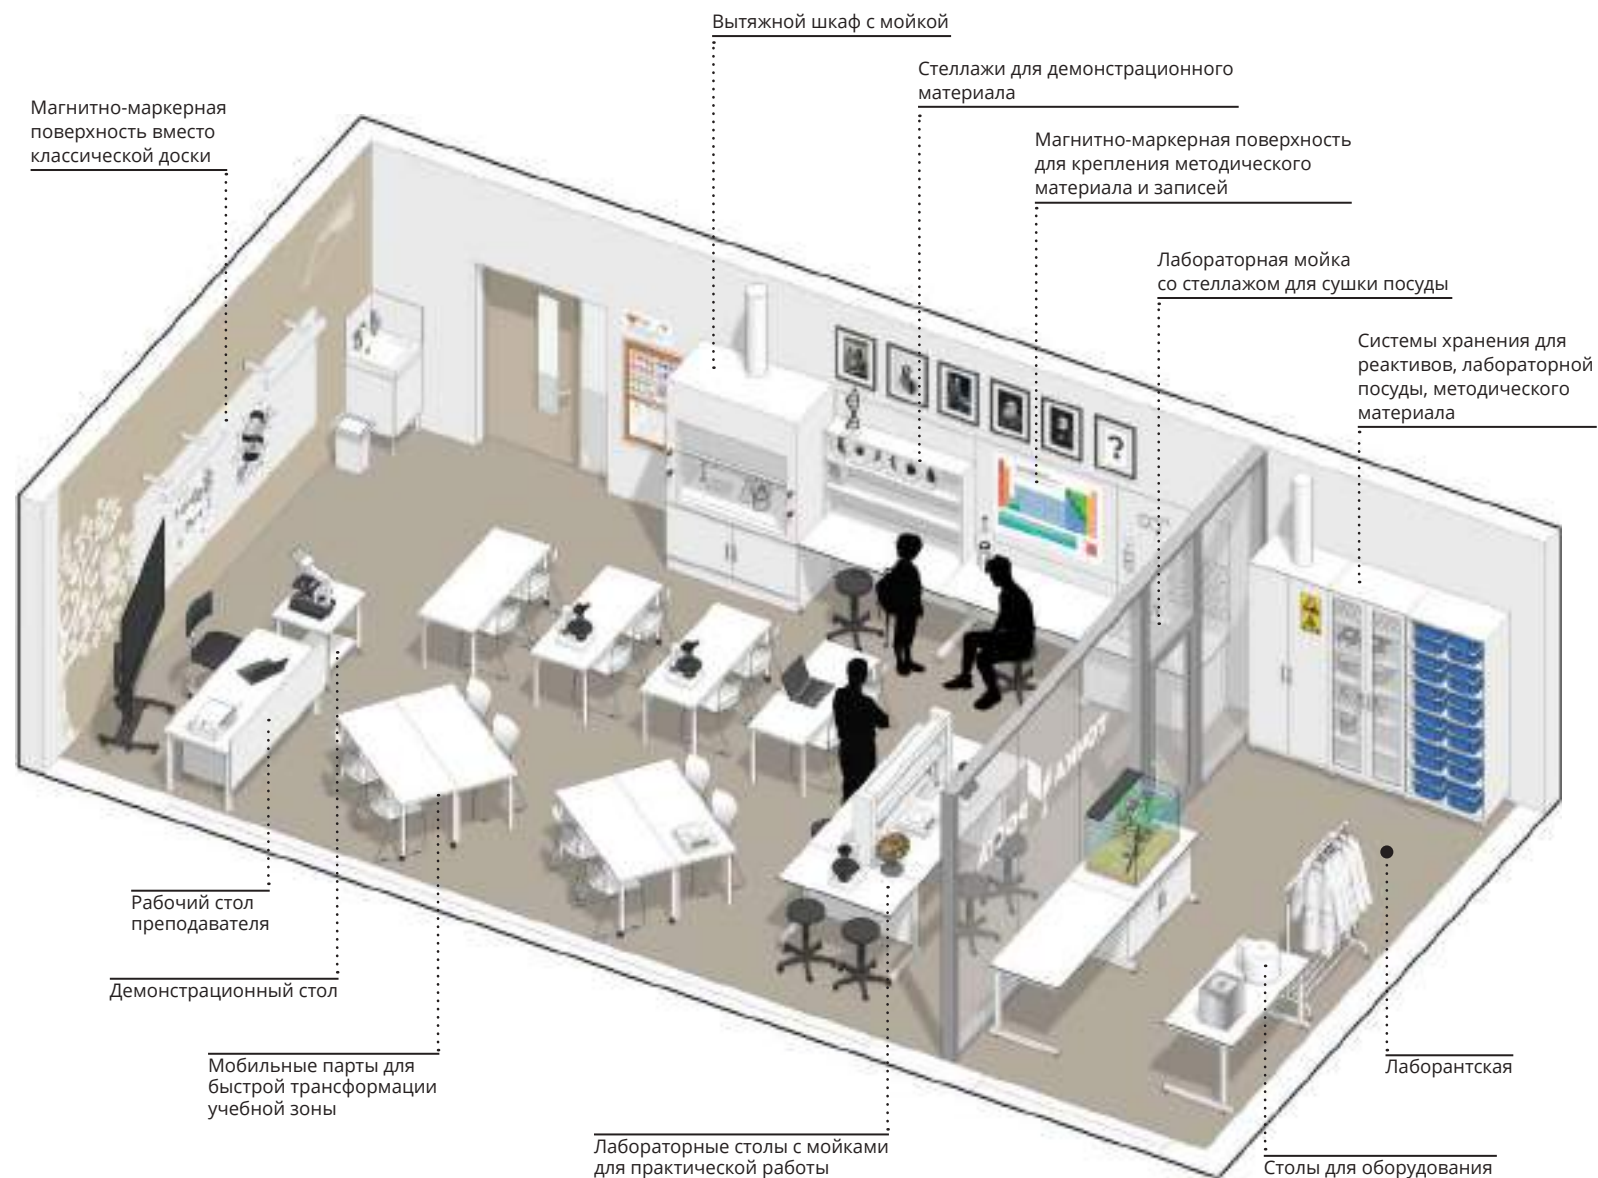 Вытяжной шкаф с мойкой
Стеллажи для демонстрационного
материала
Магнитно-маркерная
поверхность вместо
классической доски
Магнитно-маркерная поверхность
для крепления методического
материала и записей
Лабораторная мойка
со стеллажом для сушки посуды
Системы хранения для
реактивов, лабораторной
посуды, методического
материала
?
Рабочий стол
преподавателя
Демонстрационный стол
Мобильные парты для
быстрой трансформации
учебной зоны
Лабораторные столы с мойками
для практической работы
Лаборантская
Столы для оборудования